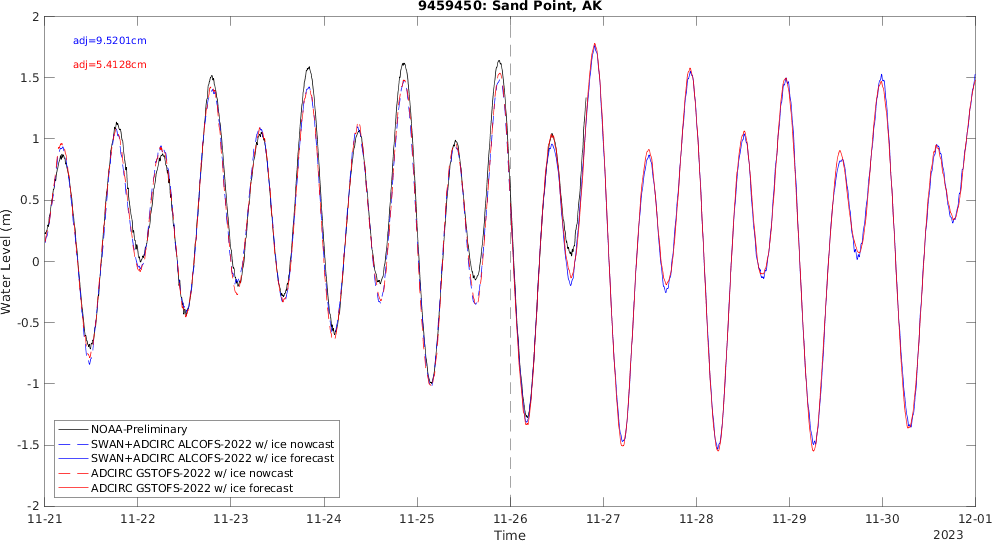 9459450: Sand Point, AK
adj=9.5201cm
adj=5.4128cm
2
1.5
1
0.5
0
-0.5
-1
-1.5
-2
Water Level (m)
NOAA-Preliminary
SWAN+ADCIRC ALCOFS-2022 w/ ice nowcast
SWAN+ADCIRC ALCOFS-2022 w/ ice forecast
ADCIRC GSTOFS-2022 w/ ice nowcast
ADCIRC GSTOFS-2022 w/ ice forecast
11-21 11-22 11-23 11-24 11-25 11-26 11-27 11-28 11-29 11-30 12-01
Time
2023